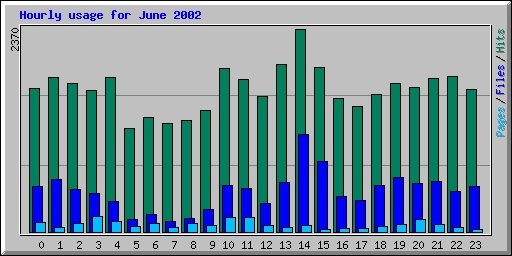 Hourly usage for June 2002
2370
Pages/Files/Hits
0 1 2 3 4 5 6 7 8 9 10 11 12 13 14 15 16 17 18 19 20 21 22 23